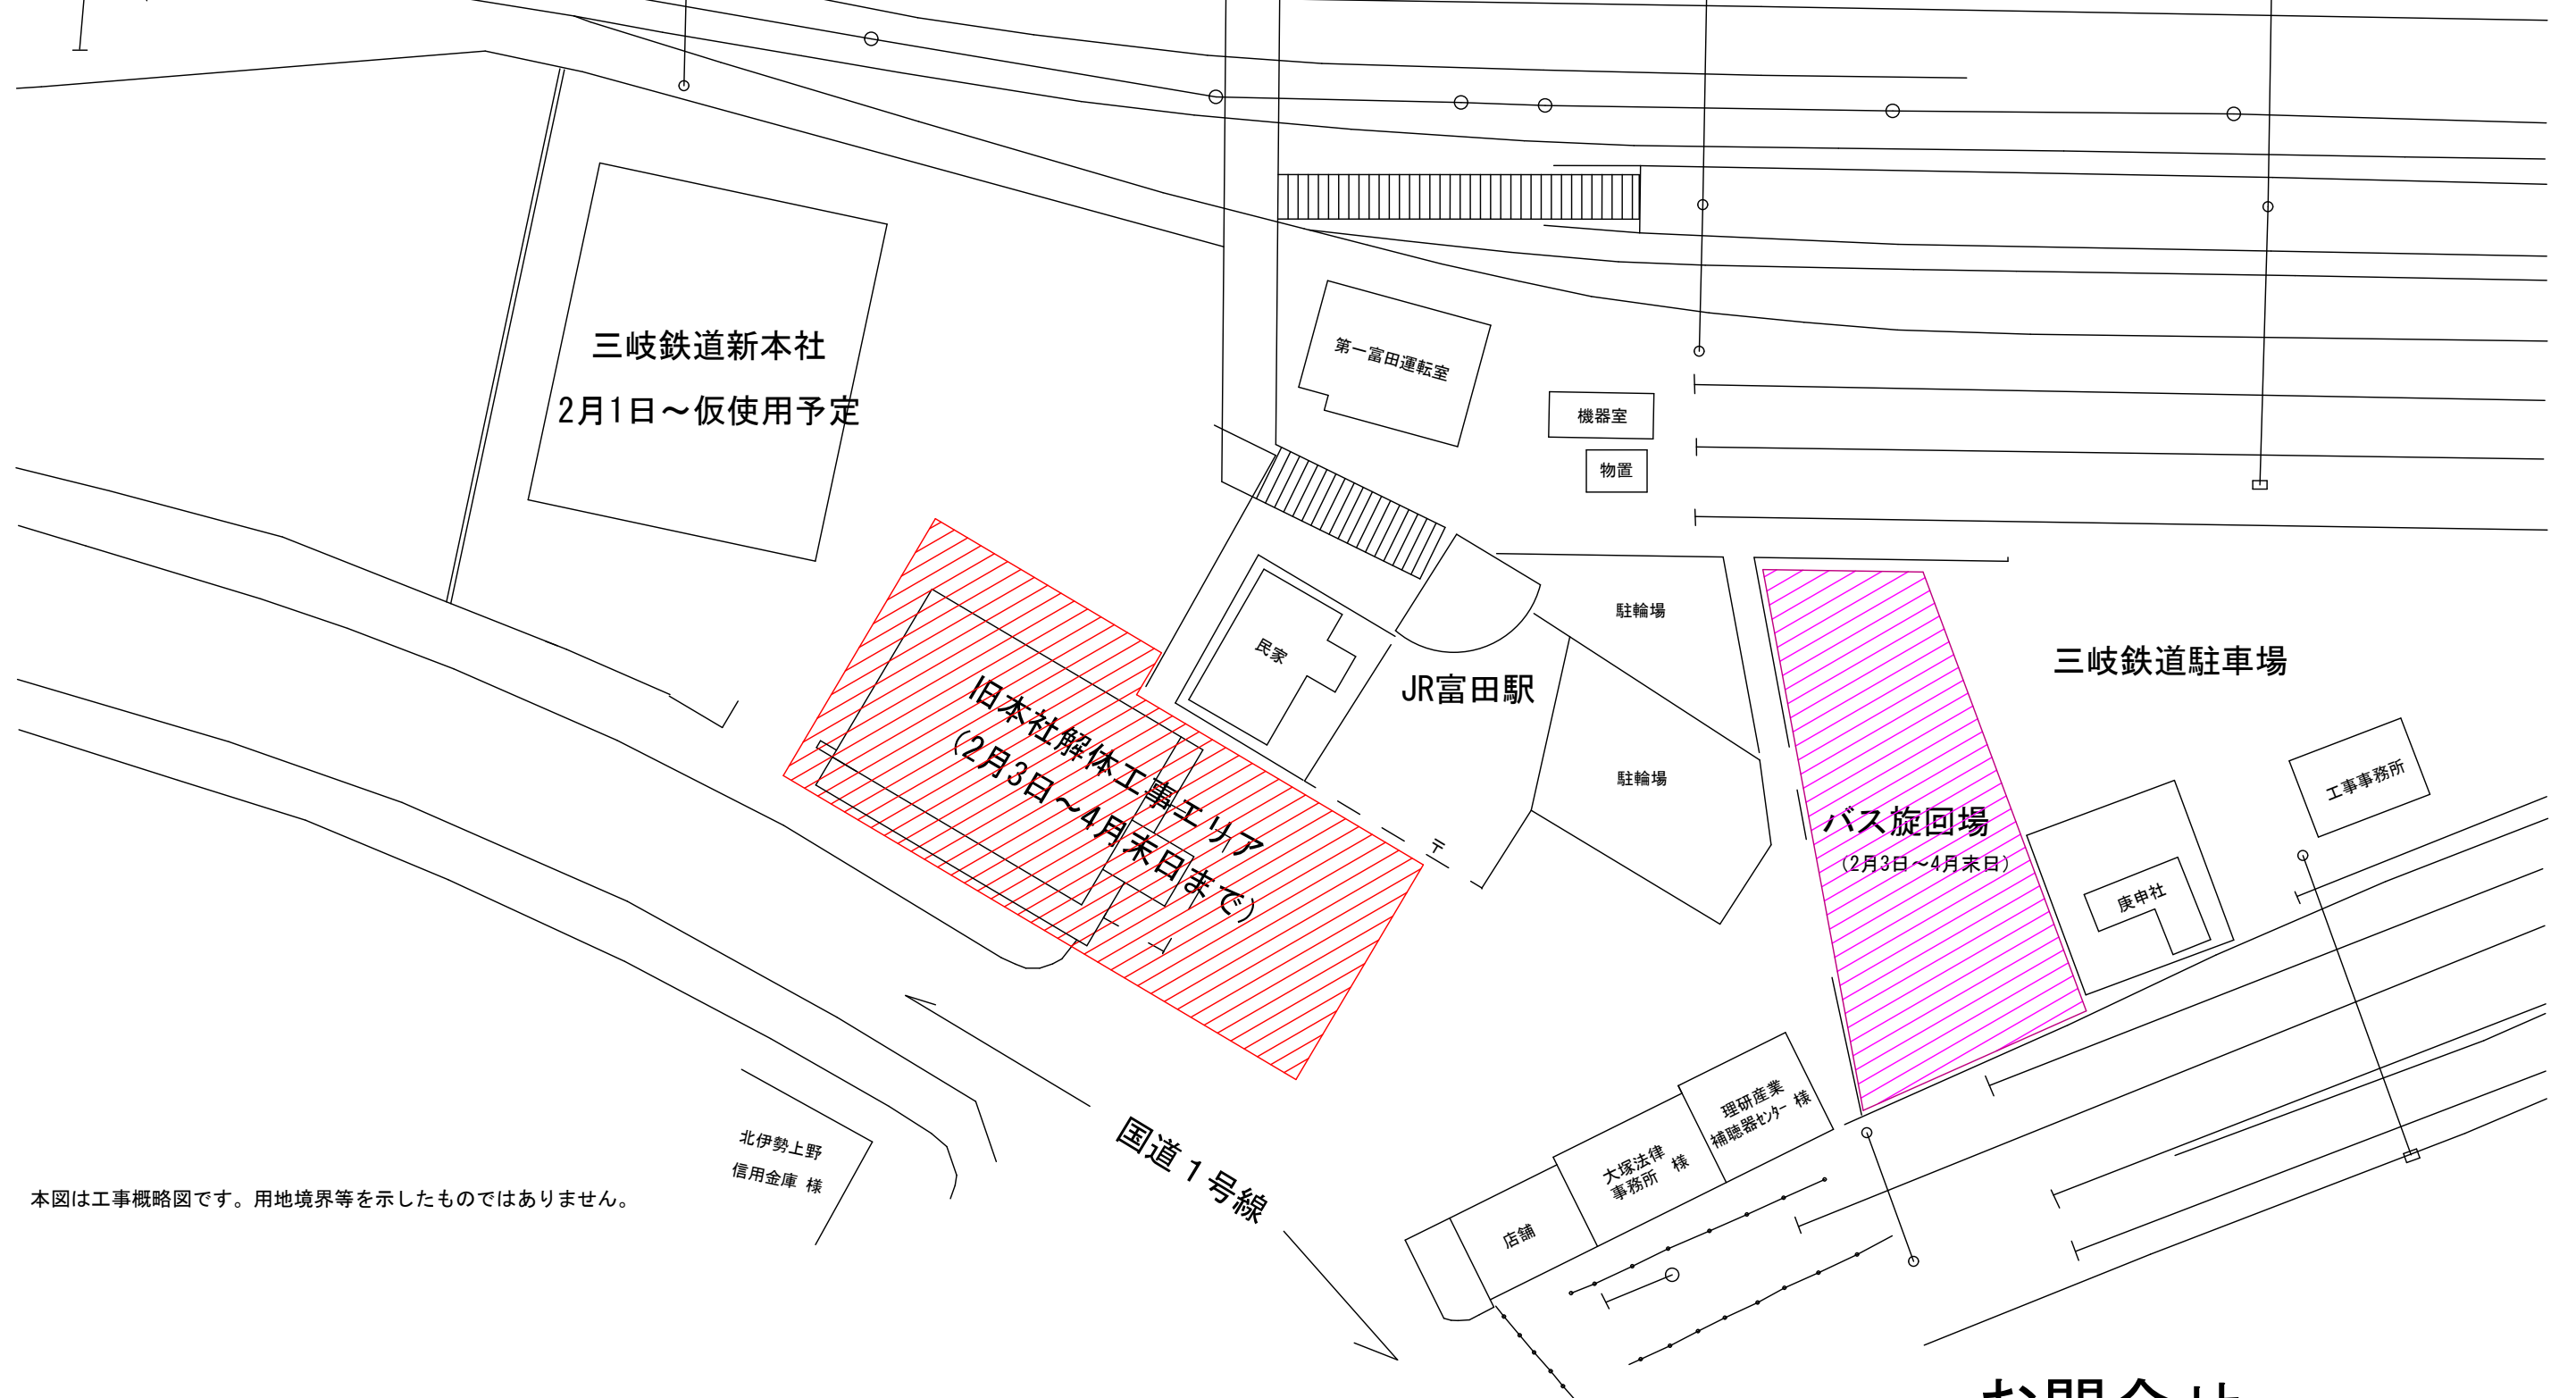 三岐鉄道新本社
2月1日～仮使用予定
第一富田運転室
機器室
物置
駐輪場
民家
JR富田駅
三岐鉄道駐車場
旧本社解体工事エリア
（2月3日～4月末日まで）
駐輪場
〒
バス旋回場
（2月3日～4月末日）
工事事務所
庚申社
国道１号線
理研産業
補聴器ｾﾝﾀｰ 様
大塚法律
事務所 様
店舗
北伊勢上野
信用金庫 様
本図は工事概略図です。用地境界等を示したものではありません。
お問合せ